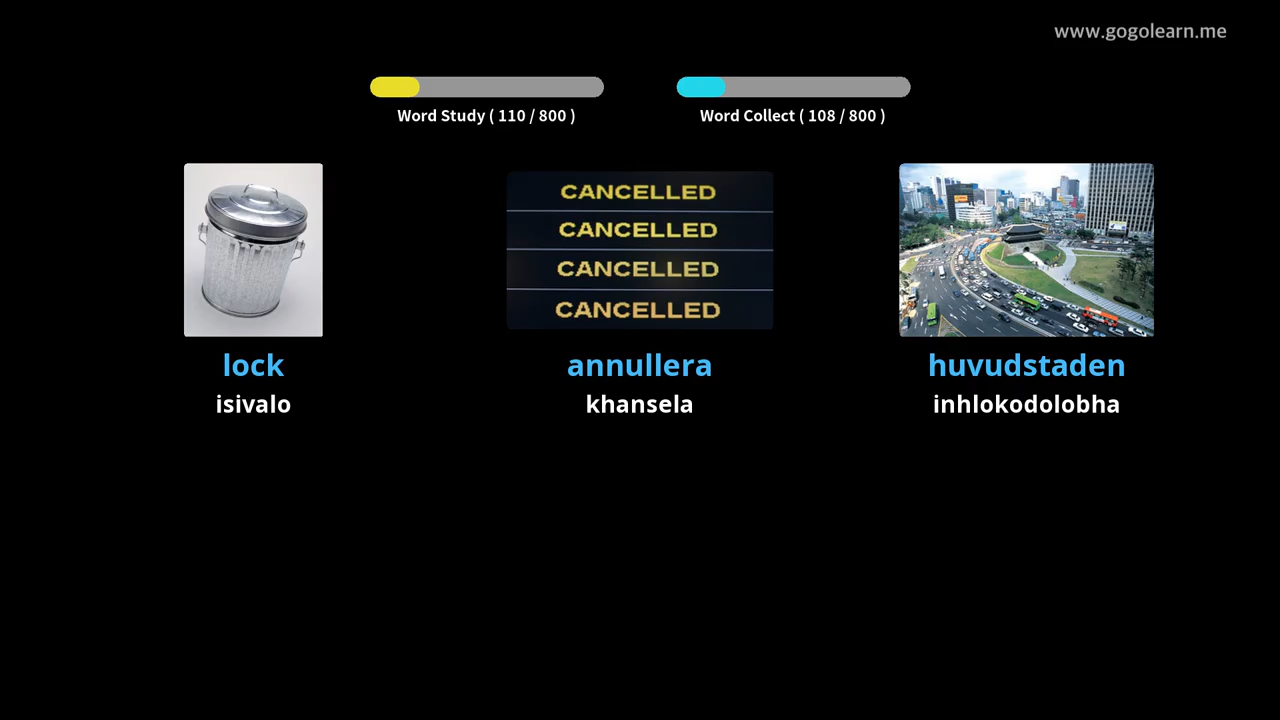 www.gogolearn.me
Word Study ( 110 / 800 )
Word Collect ( 108 / 800 )
CANCELLED
CANCELLED
CANCELLED
CANCELLED
lock
annullera
huvudstaden
isivalo
khansela
inhlokodolobha